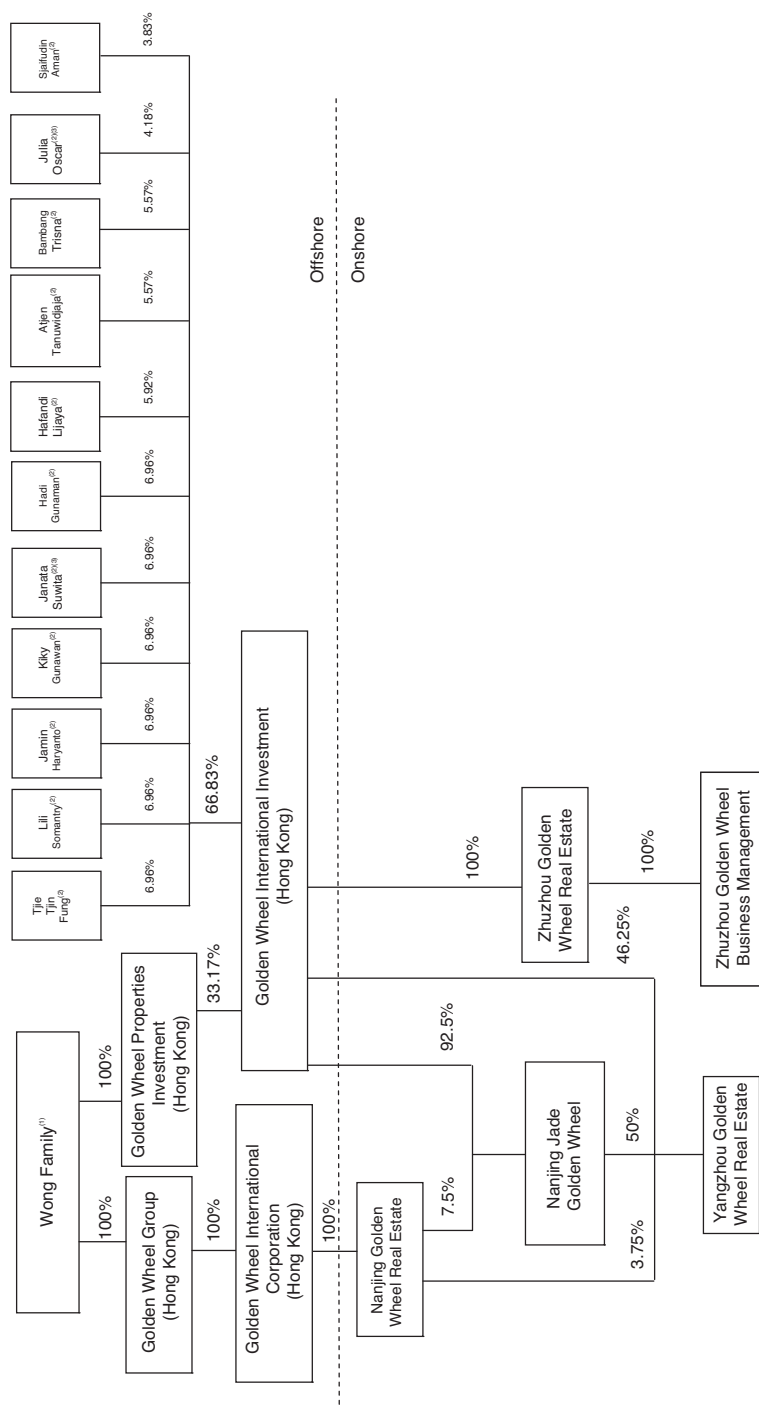 Wong Family(1)
100%
100%
Golden Wheel Group
(Hong Kong)
Golden Wheel Properties
Investment
(Hong Kong)
100%
33.17%
Golden Wheel International
Corporation
(Hong Kong)
100%
Tjie
Tjin
Fung(2)
Lili
Somantry(2)
Jamin
Haryanto(2)
Kiky
Gunawan(2)
Janata
Suwita(2)(3)
Hadi
Gunaman(2)
Hafandi
Lijaya(2)
Atjen
Tanuwidjaja(2)
Bambang
Trisna(2)
Julia
Oscar(2)(3)
Sjaifudin
Aman(2)
6.96%
6.96%
6.96%
6.96%
6.96%
6.96%
5.92%
5.57%
5.57%
4.18%
3.83%
66.83%
Golden Wheel International Investment
(Hong Kong)
Offshore
Onshore
Nanjing Golden
Wheel Real Estate
7.5%
92.5%
100%
Nanjing Jade
Golden Wheel
Zhuzhou Golden
Wheel Real Estate
3.75%
50%
46.25%
100%
Yangzhou Golden
Wheel Real Estate
Zhuzhou Golden Wheel
Business Management